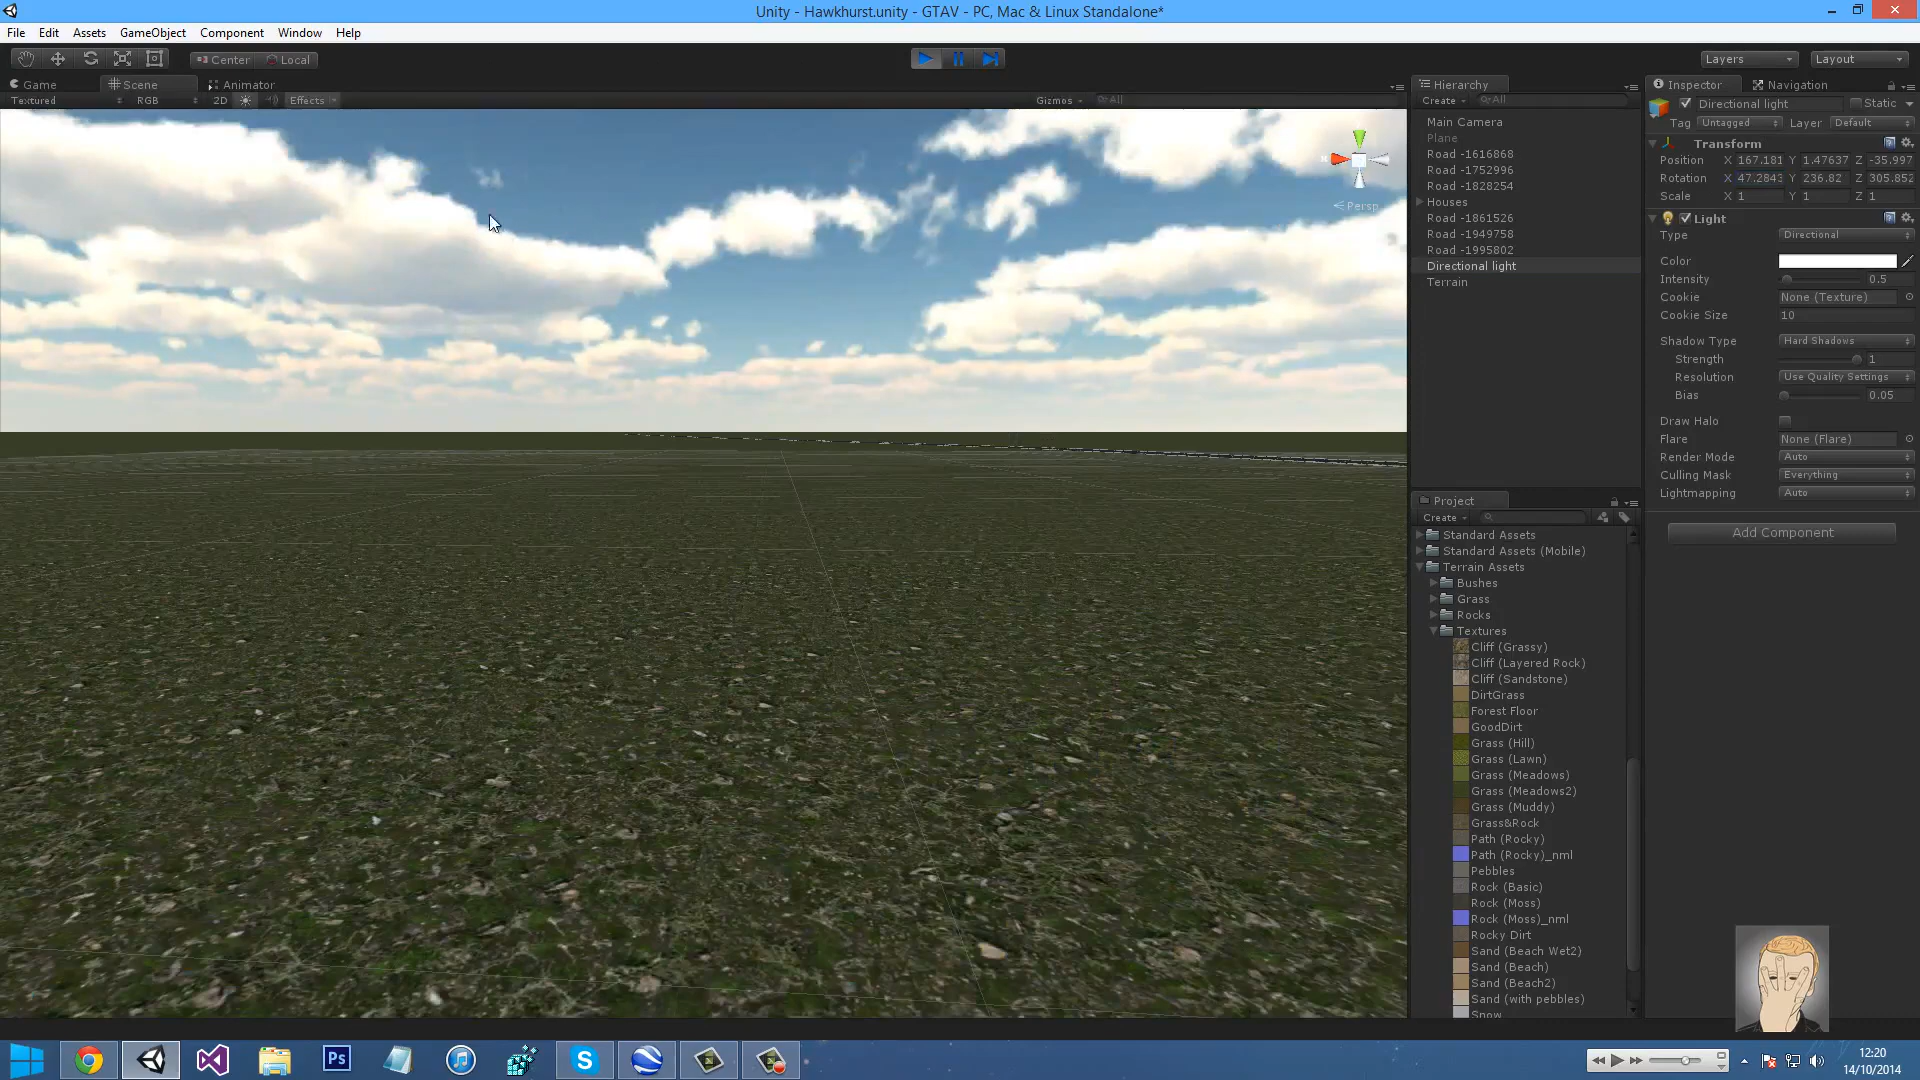 Unity - Hawkhurst.unity - GTAV - PC, Mac & Linux Standalone*
File Edit Assets GameObject Component Window Help
Center Local
Layers Layout
Game Scene Animator
Textured RGB 2D Effects Gizmos All
Persp
Hierarchy
Create All
Main Camera
Plane
Road -1616868
Road -1752996
Road -1828254
Houses
Road -1861526
Road -1949758
Road -1995802
Directional light
Terrain
Project
Create
Standard Assets
Standard Assets (Mobile)
Terrain Assets
Bushes
Grass
Rocks
Textures
Cliff (Grassy)
Cliff (Layered Rock)
Cliff (Sandstone)
DirtGrass
Forest Floor
GoodDirt
Grass (Hill)
Grass (Lawn)
Grass (Meadows)
Grass (Meadows2)
Grass (Muddy)
Grass&Rock
Path (Rocky)
Path (Rocky)_nml
Pebbles
Rock (Basic)
Rock (Moss)
Rock (Moss)_nml
Rocky Dirt
Sand (Beach Wet2)
Sand (Beach)
Sand (Beach2)
Sand (with pebbles)
Snow
Inspector Navigation
Directional light Static
Tag Untagged Layer Default
Transform
Position X 167.181 Y 1.47637 Z -35.997
Rotation X 47.2843 Y 236.82 Z 305.852
Scale X 1 Y 1 Z 1
Light
Type Directional
Color
Intensity 0.5
Cookie None (Texture)
Cookie Size 10
Shadow Type Hard Shadows
Strength 1
Resolution Use Quality Settings
Bias 0.05
Draw Halo
Flare None (Flare)
Render Mode Auto
Culling Mask Everything
Lightmapping Auto
Add Component
Ps
12:20
14/10/2014